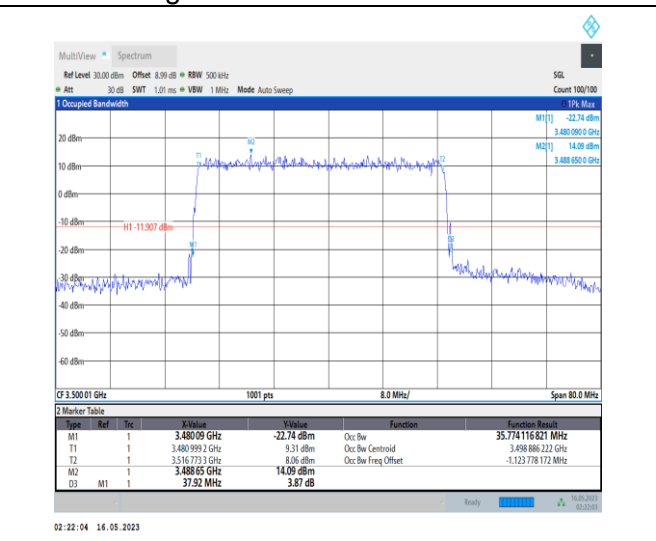 MultiView Spectrum
Ref Level 30.00 dBm Offset 8.99 dB RBW 500 kHz SGL
Att 30 dB SWT 1.01 ms VBW 1 MHz Mode Auto Sweep Count 100/100
1 Occupied Bandwidth 1Pk Max
M1[1] -22.74 dBm
3.480 090 0 GHz
M2[1] 14.09 dBm
3.488 650 0 GHz
20 dBm
M2
T1
T2
10 dBm
0 dBm
-10 dBm
H1 -11.907 dBm
M1
D3
-20 dBm
-30 dBm
-40 dBm
-50 dBm
-60 dBm
CF 3.500 01 GHz 1001 pts 8.0 MHz/ Span 80.0 MHz
2 Marker Table
Type Ref Trc X-Value Y-Value Function Function Result
M1 1 3.480 09 GHz -22.74 dBm Occ Bw 35.774 116 821 MHz
T1 1 3.480 999 2 GHz 9.31 dBm Occ Bw Centroid 3.498 886 222 GHz
T2 1 3.516 773 3 GHz 8.06 dBm Occ Bw Freq Offset -1.123 778 172 MHz
M2 1 3.488 65 GHz 14.09 dBm
D3 M1 1 37.92 MHz 3.87 dB
Ready 16.05.2023
02:22:03
02:22:04 16.05.2023